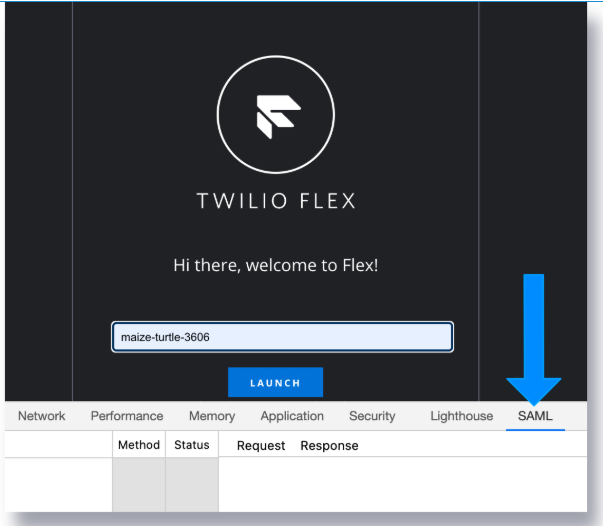 TWILIO FLEX
Hi there, welcome to Flex!
maize-turtle-3606
LAUNCH
Network Performance Memory Application Security Lighthouse SAML
Method Status Request Response